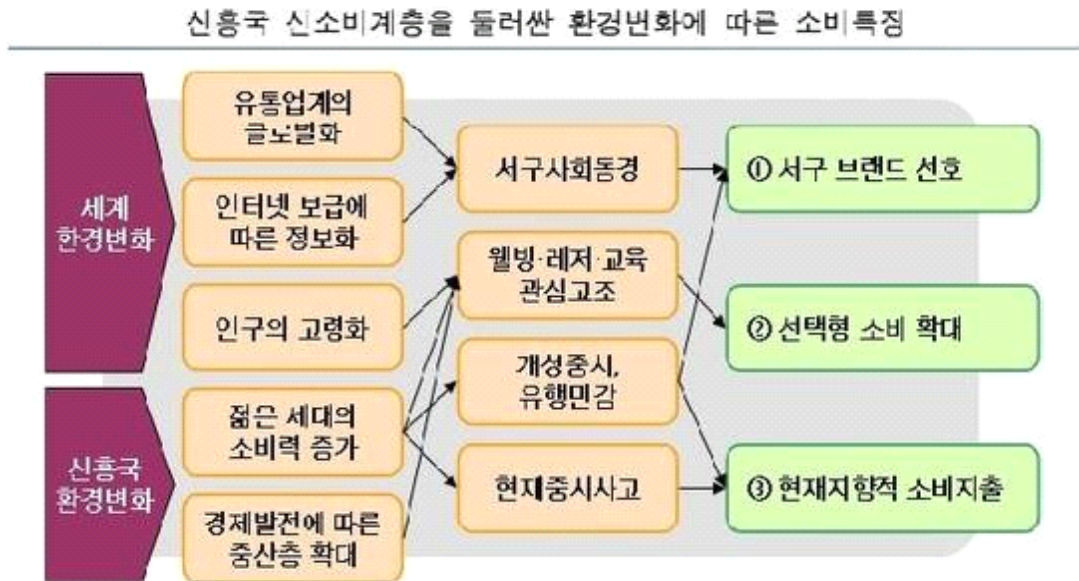 신흥국 신소비계층을 둘러싼 환경변화에 따른 소비특징
세계
환경변화
유통업계의
글로벌화
인터넷 보급에
따른 정보화
인구의 고령화
신흥국
환경변화
젊은 세대의
소비력 증가
경제발전에 따른
중산층 확대
서구사회동경
웰빙·레저·교육
관심고조
개성중시,
유행민감
현재중시사고
① 서구 브랜드 선호
② 선택형 소비 확대
③ 현재지향적 소비지출